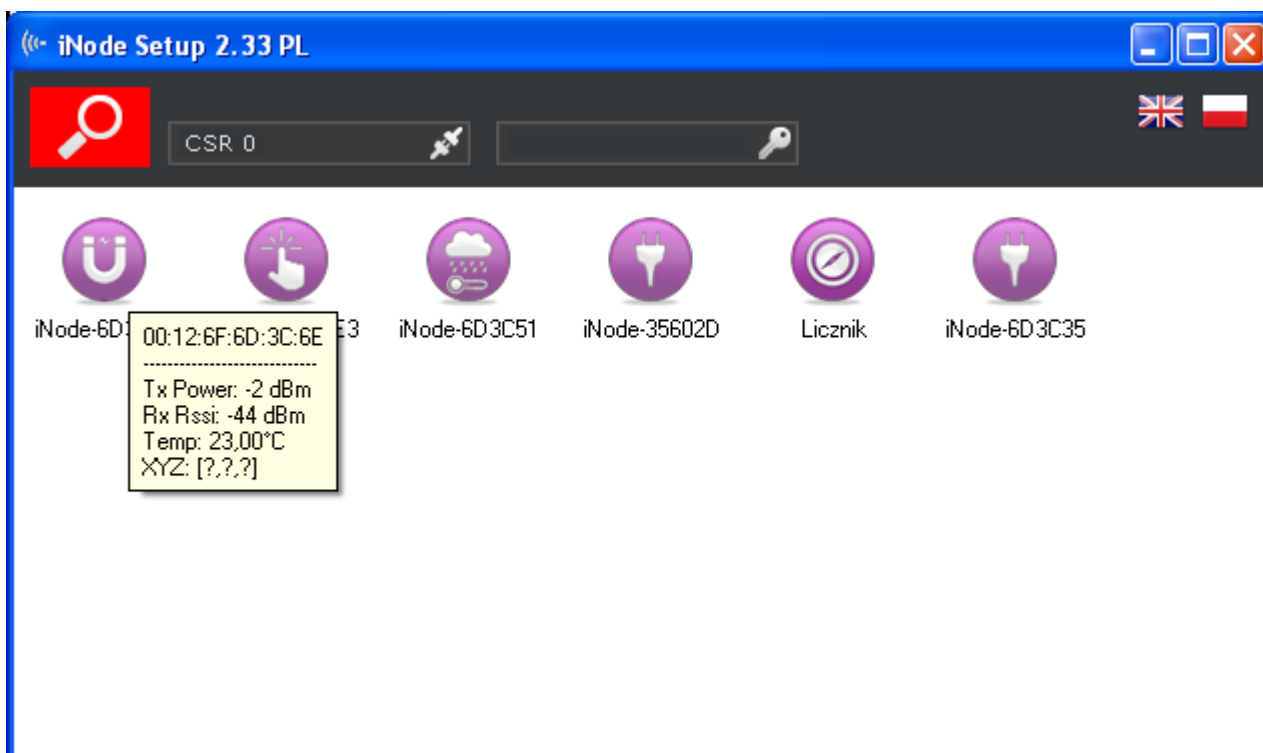 iNode Setup 2.33 PL
CSR 0
iNode-6D3 E3 iNode-6D3C51 iNode-35602D Licznik iNode-6D3C35
00:12:6F:6D:3C:6E
----------------------------
Tx Power: -2 dBm
Rx Rssi: -44 dBm
Temp: 23,00°C
XYZ: [?,?,?]